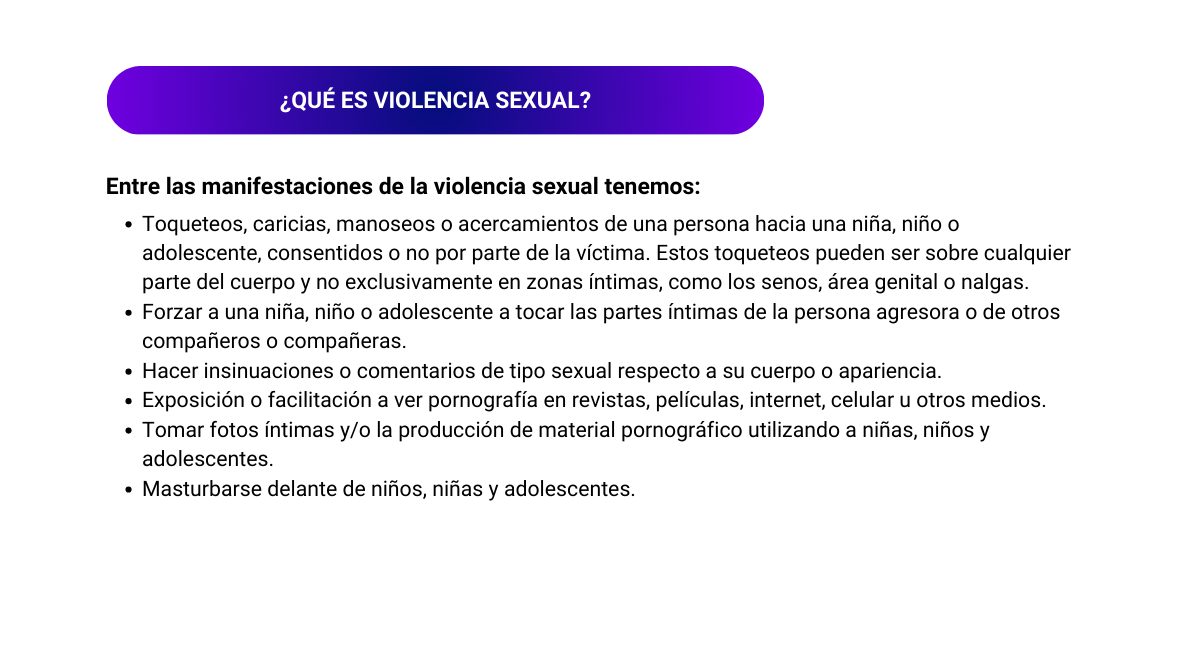 ¿QUÉ ES VIOLENCIA SEXUAL?
Entre las manifestaciones de la violencia sexual tenemos:
• Toqueteos, caricias, manoseos o acercamientos de una persona hacia una niña, niño o
adolescente, consentidos o no por parte de la víctima. Estos toqueteos pueden ser sobre cualquier
parte del cuerpo y no exclusivamente en zonas íntimas, como los senos, área genital o nalgas.
• Forzar a una niña, niño o adolescente a tocar las partes íntimas de la persona agresora o de otros
compañeros o compañeras.
• Hacer insinuaciones o comentarios de tipo sexual respecto a su cuerpo o apariencia.
• Exposición o facilitación a ver pornografía en revistas, películas, internet, celular u otros medios.
• Tomar fotos íntimas y/o la producción de material pornográfico utilizando a niñas, niños y
adolescentes.
• Masturbarse delante de niños, niñas y adolescentes.